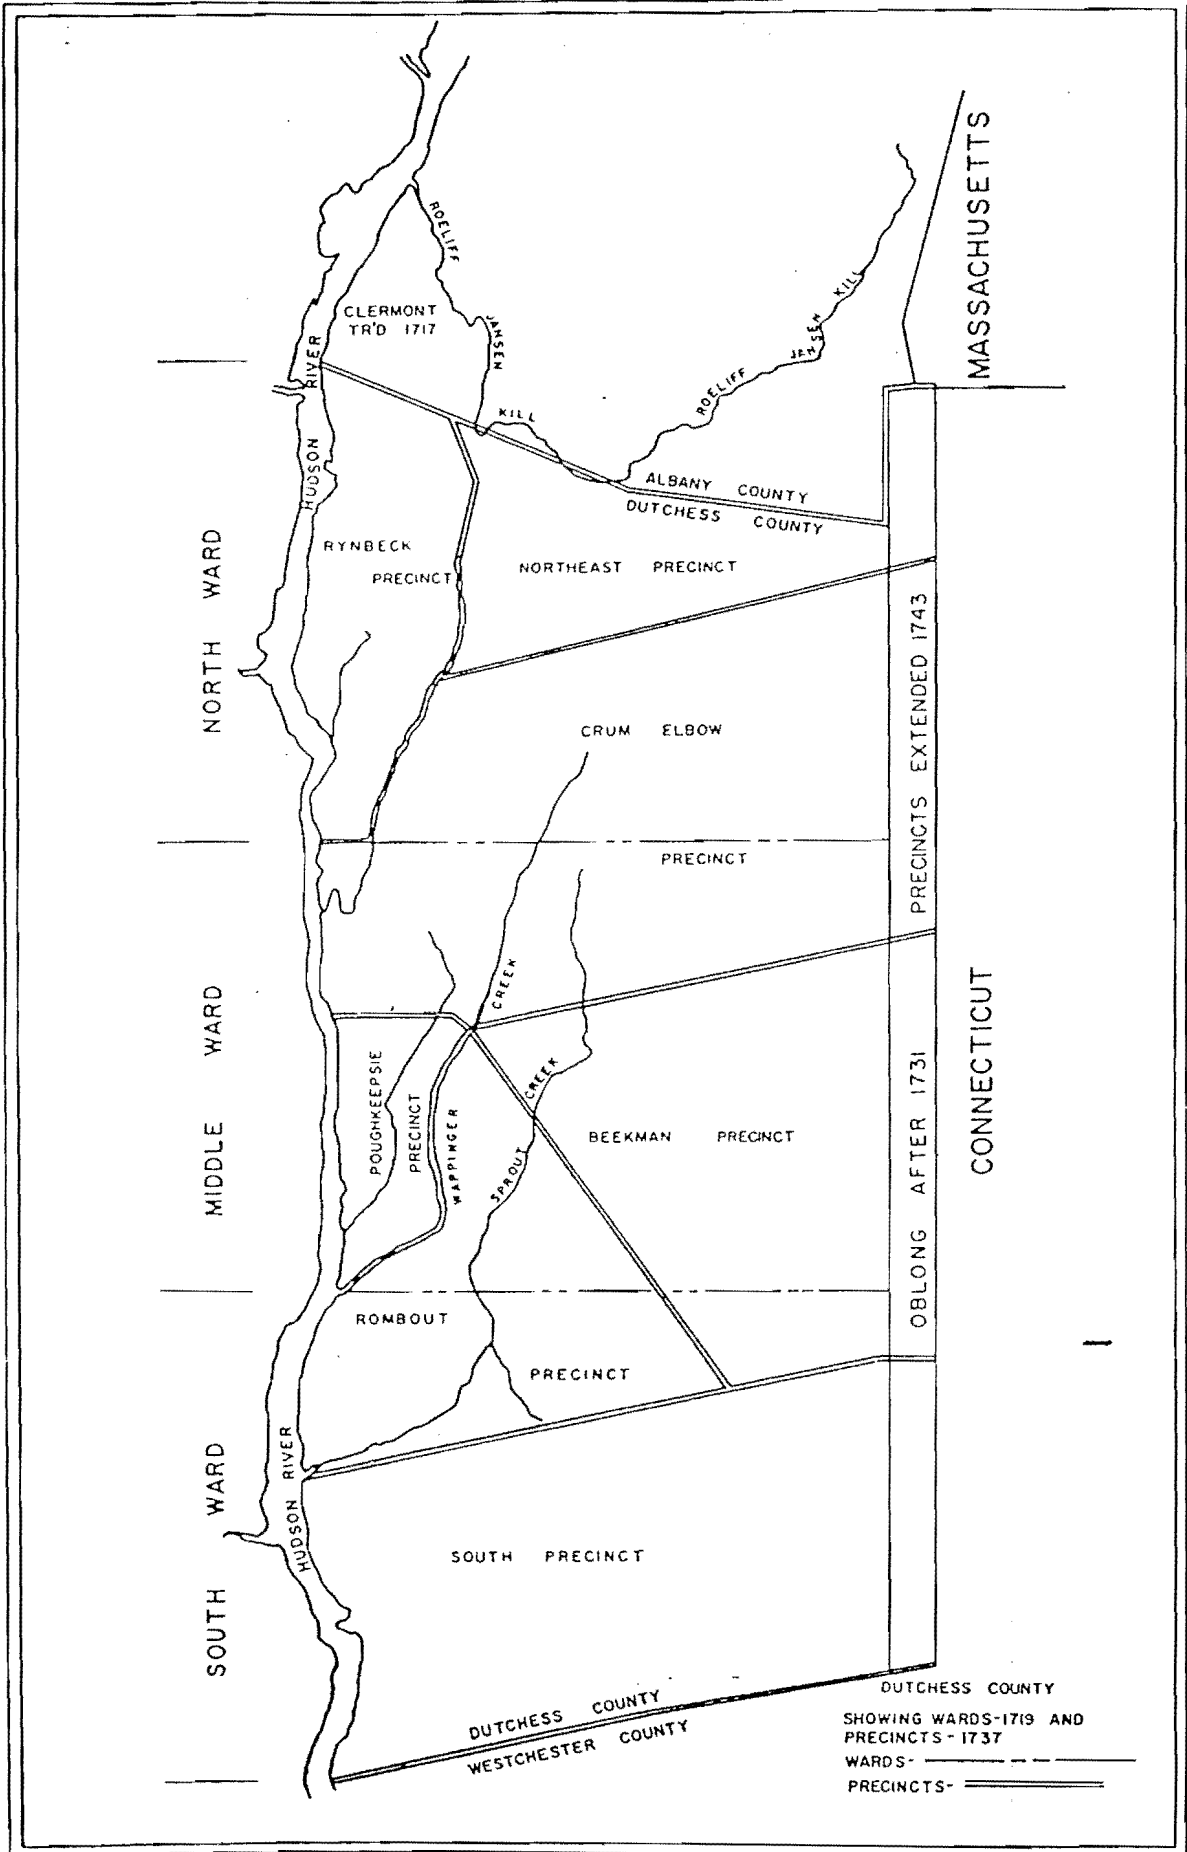 MASSACHUSETTS
ROELIFF
JANSEN
KILL
CLERMONT
TR'D 1717
ROELIFF JANSEN KILL
HUDSON RIVER
ALBANY COUNTY
DUTCHESS COUNTY
NORTH WARD
RYNBECK
PRECINCT
NORTHEAST PRECINCT
CRUM ELBOW
PRECINCT
OBLONG AFTER 1731 PRECINCTS EXTENDED 1743
MIDDLE WARD
POUGHKEEPSIE
PRECINCT
WAPPINGER CREEK
SPROUT CREEK
BEEKMAN PRECINCT
CONNECTICUT
ROMBOUT
PRECINCT
SOUTH WARD
HUDSON RIVER
SOUTH PRECINCT
DUTCHESS COUNTY
WESTCHESTER COUNTY
DUTCHESS COUNTY
SHOWING WARDS-1719 AND
PRECINCTS-1737
WARDS-
PRECINCTS-